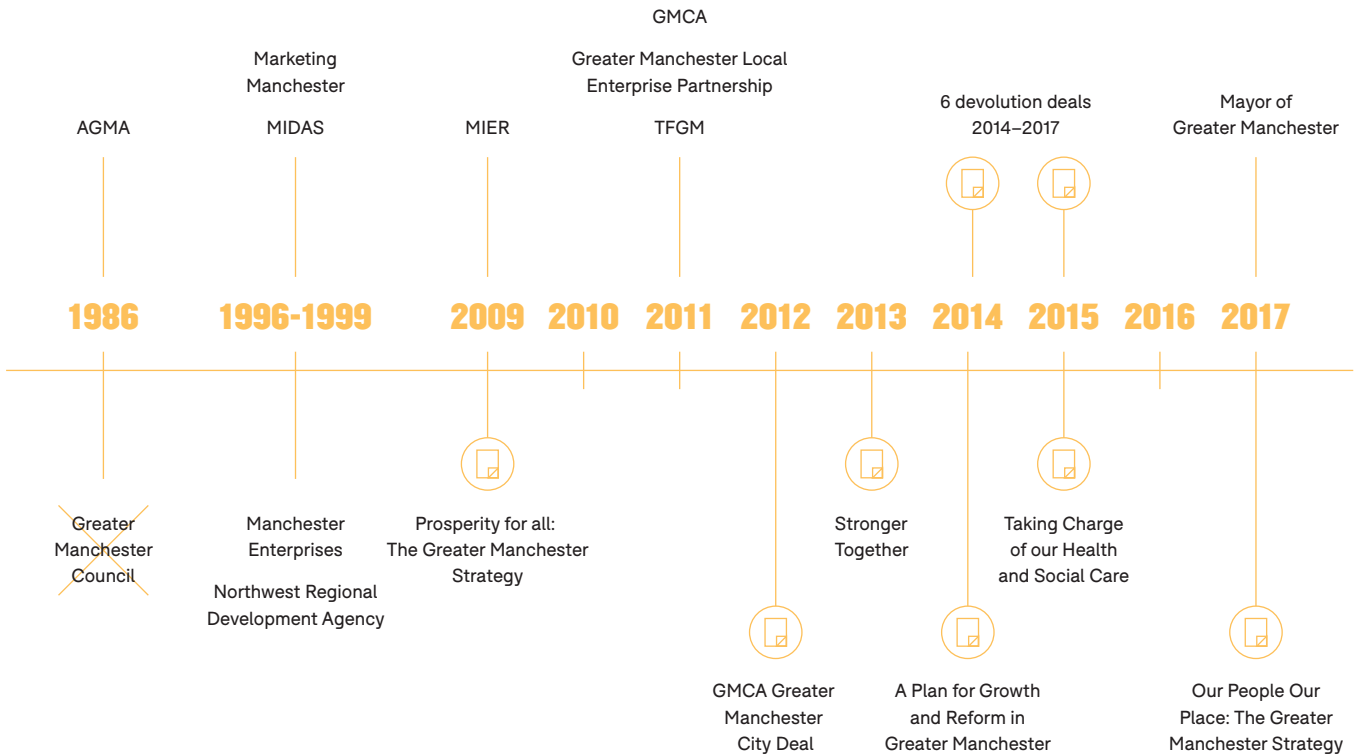 GMCA
Marketing
Manchester
Greater Manchester Local
Enterprise Partnership
6 devolution deals
2014–2017
Mayor of
Greater Manchester
AGMA
MIDAS
MIER
TFGM
1986
1996-1999
2009
2010
2011
2012
2013
2014
2015
2016
2017
Greater
Manchester
Council
Manchester
Enterprises
Northwest Regional
Development Agency
Prosperity for all:
The Greater Manchester
Strategy
Stronger
Together
Taking Charge
of our Health
and Social Care
GMCA Greater
Manchester
City Deal
A Plan for Growth
and Reform in
Greater Manchester
Our People Our
Place: The Greater
Manchester Strategy